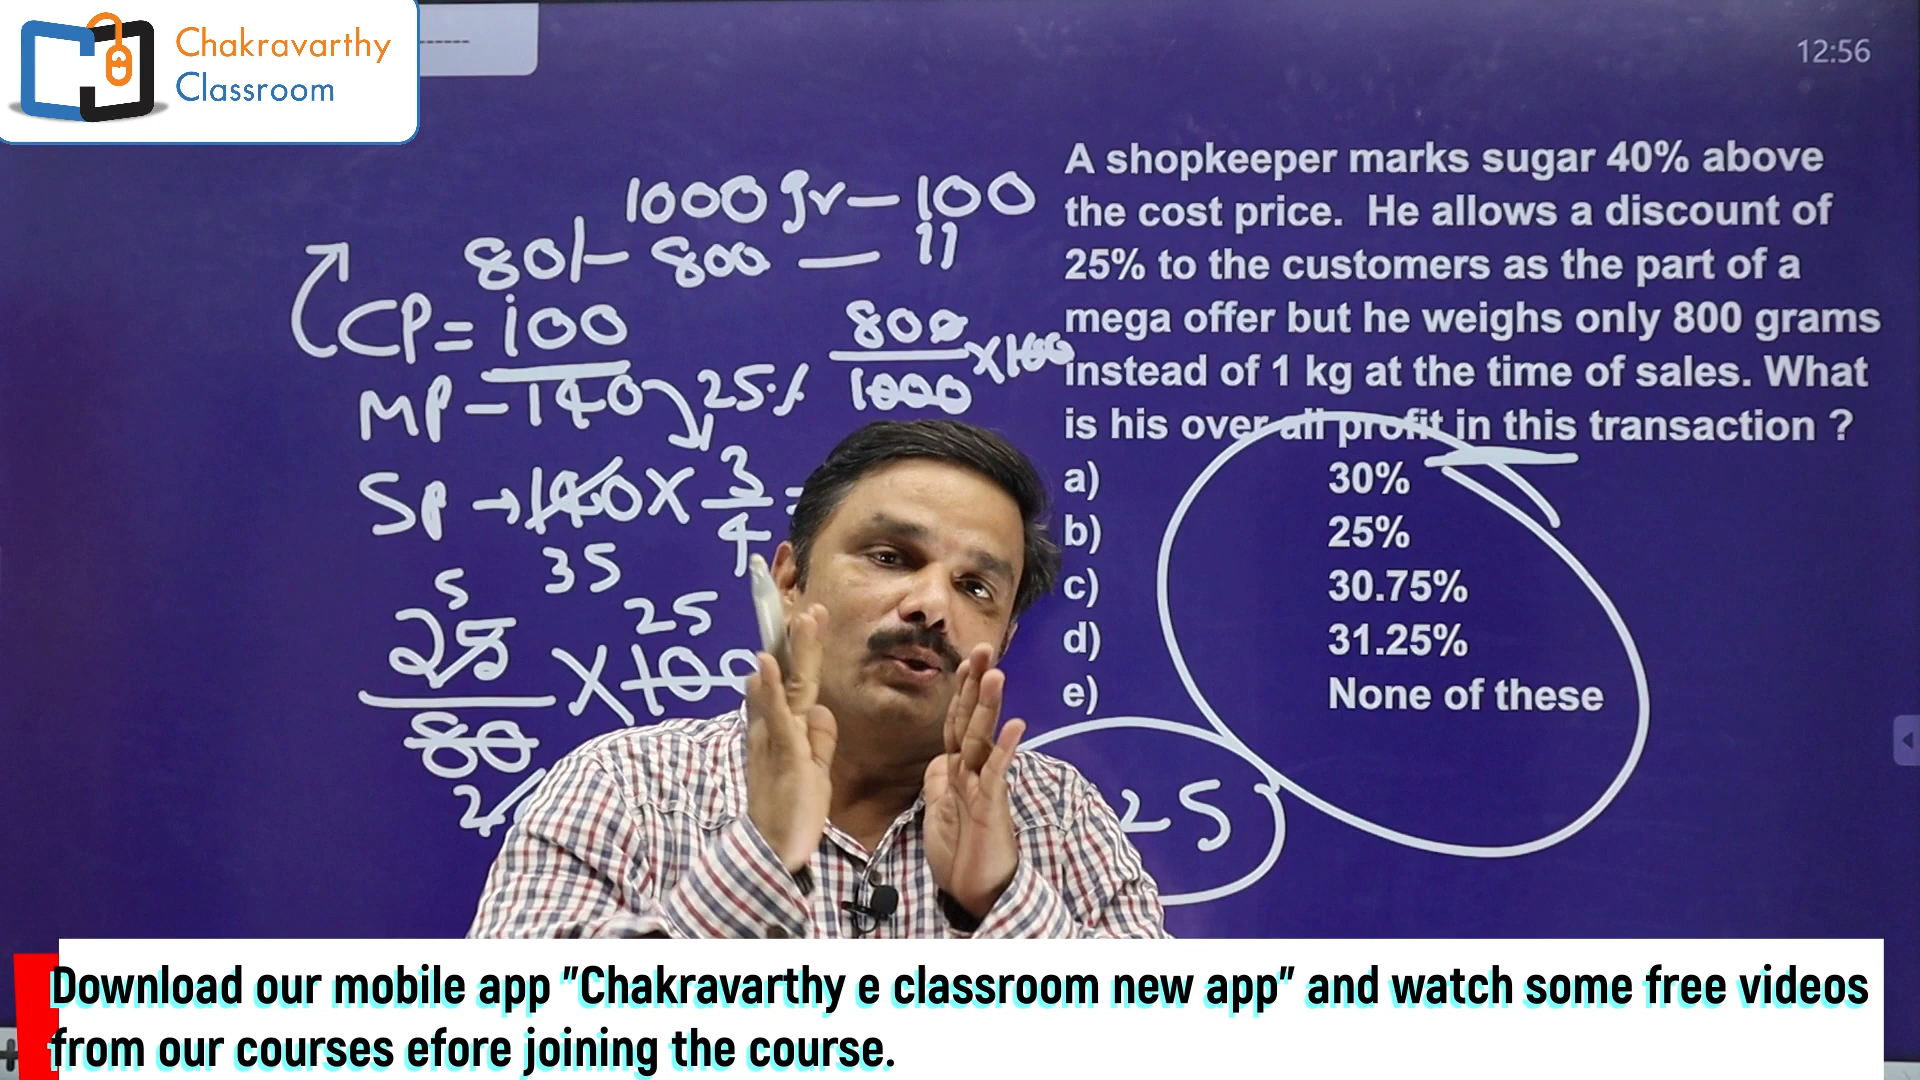 Chakravarthy
Classroom
12:56
A shopkeeper marks sugar 40% above
the cost price. He allows a discount of
25% to the customers as the part of a
mega offer but he weighs only 800 grams
instead of 1 kg at the time of sales. What
is his over all profit in this transaction ?
a) 30%
b) 25%
c) 30.75%
d) 31.25%
e) None of these
1000 gr — 100
80/- 800 — 11
CP = 100
800/1000 × 100
MP - 140 25%
SP → 140 × 3/4 =
35
5 25
25/80 × 100
25
Download our mobile app "Chakravarthy e classroom new app" and watch some free videos
from our courses efore joining the course.